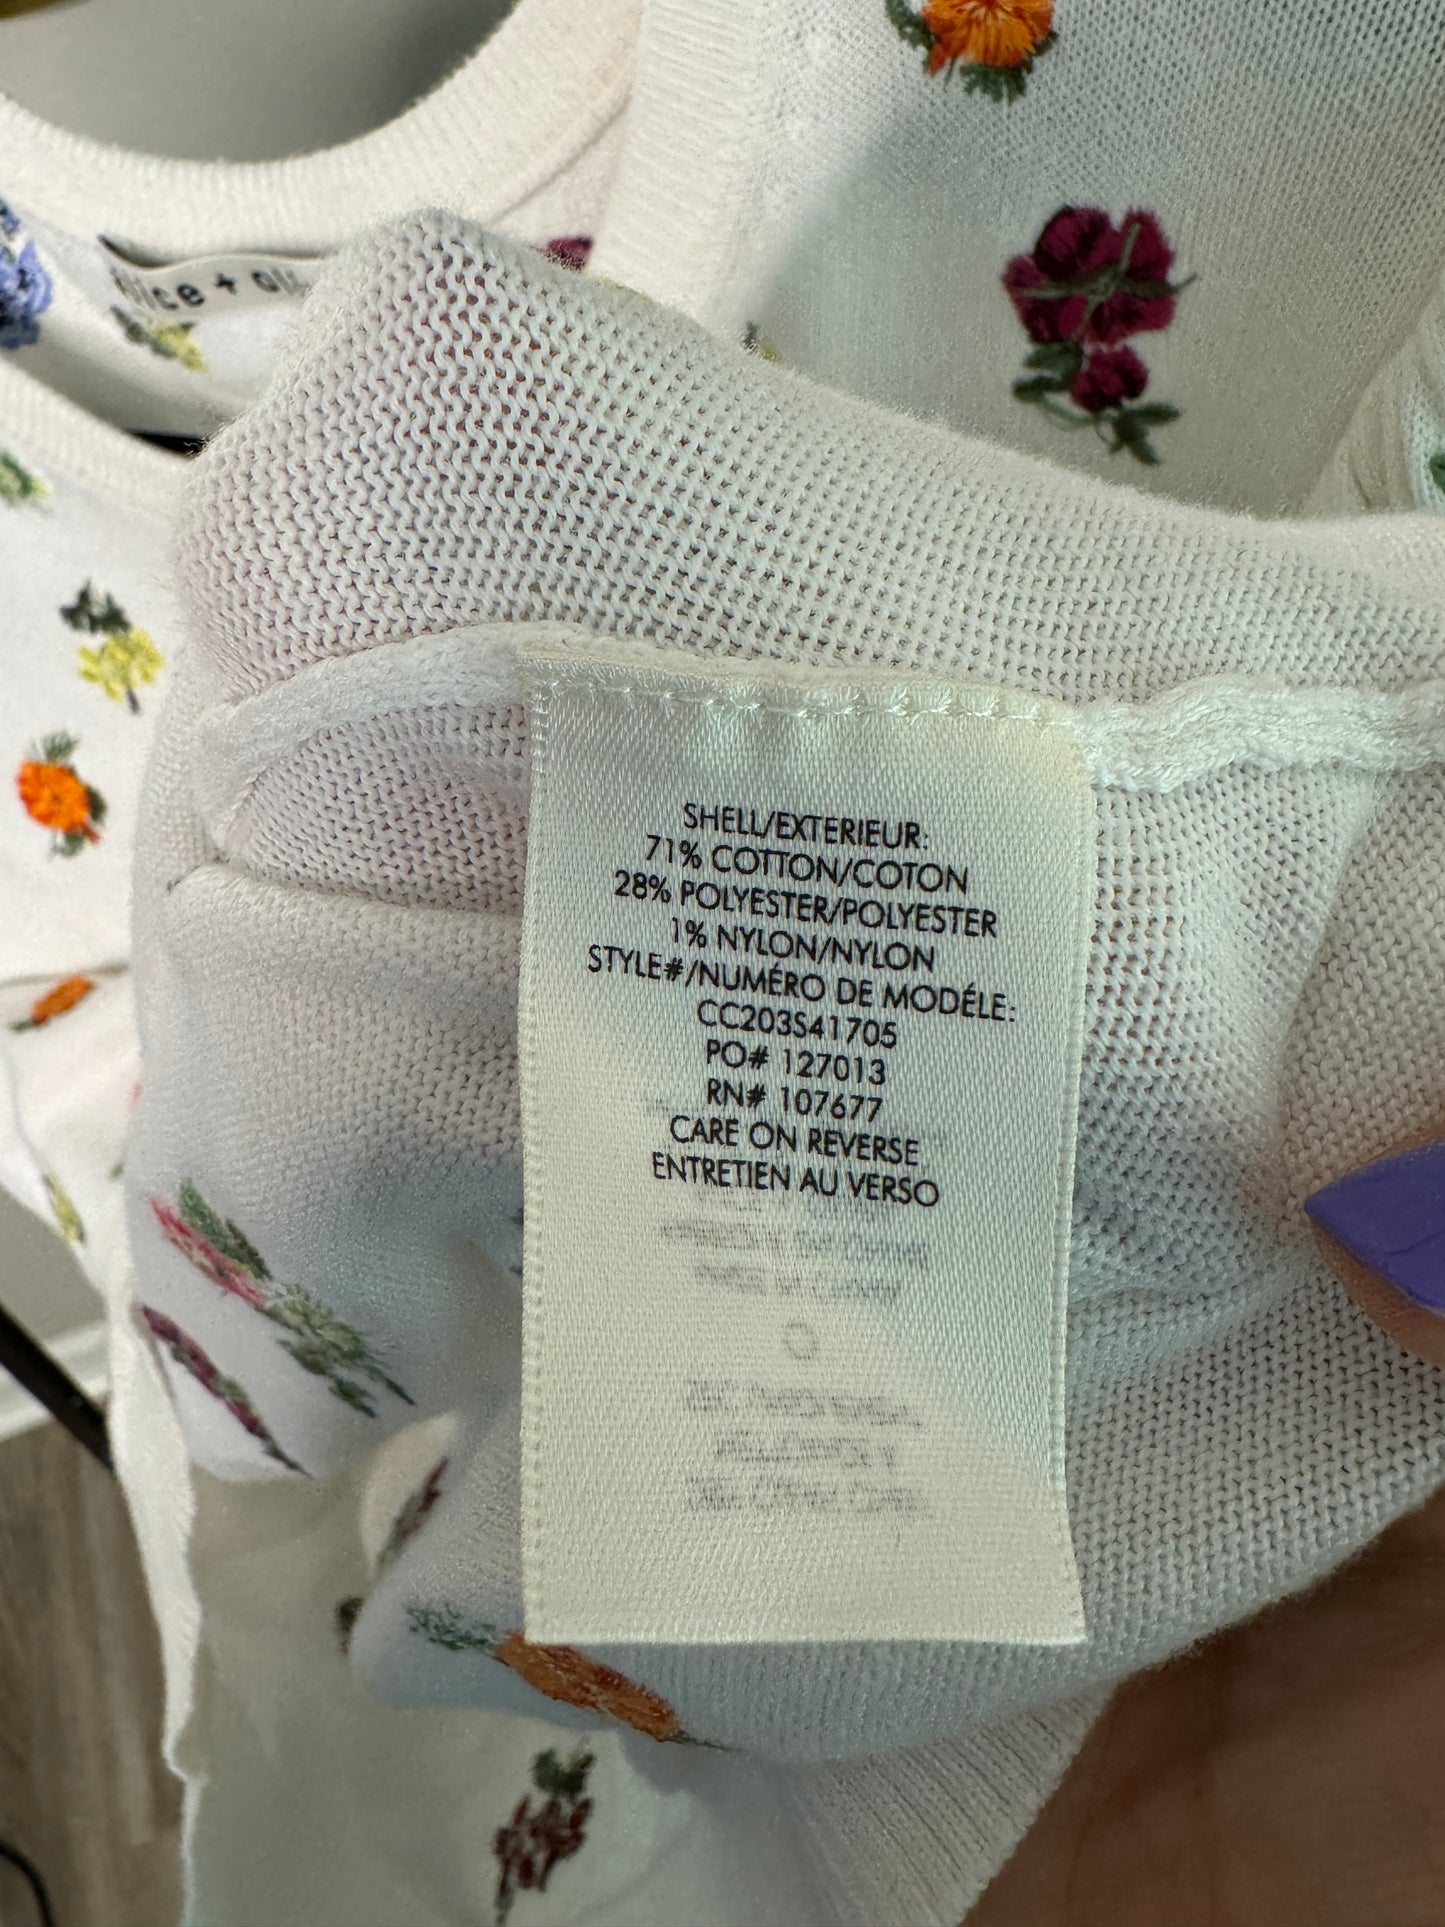 SHELL/EXTERIEUR:
71% COTTON/COTON
28% POLYESTER/POLYESTER
1% NYLON/NYLON
STYLE#/NUMÉRO DE MODÉLE:
CC203S41705
PO# 127013
RN# 107677
CARE ON REVERSE
ENTRETIEN AU VERSO